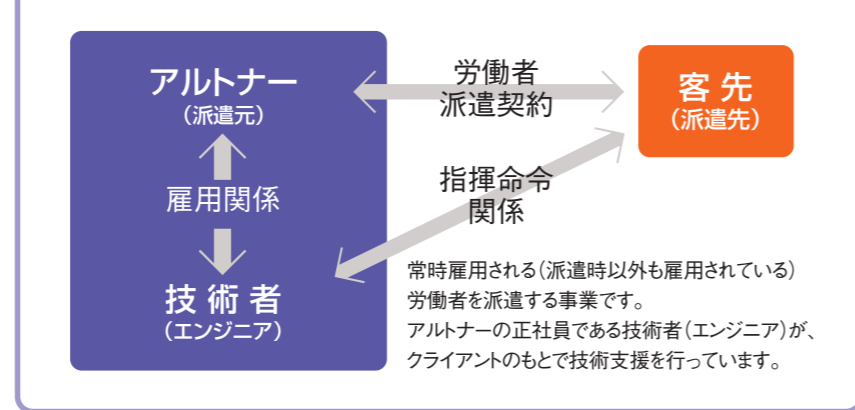 アルトナー
（派遣元）
雇用関係
技術者
（エンジニア）
労働者
派遣契約
客先
（派遣先）
指揮命令
関係
常時雇用される（派遣時以外も雇用されている）
労働者を派遣する事業です。
アルトナーの正社員である技術者（エンジニア）が、
クライアントのもとで技術支援を行っています。